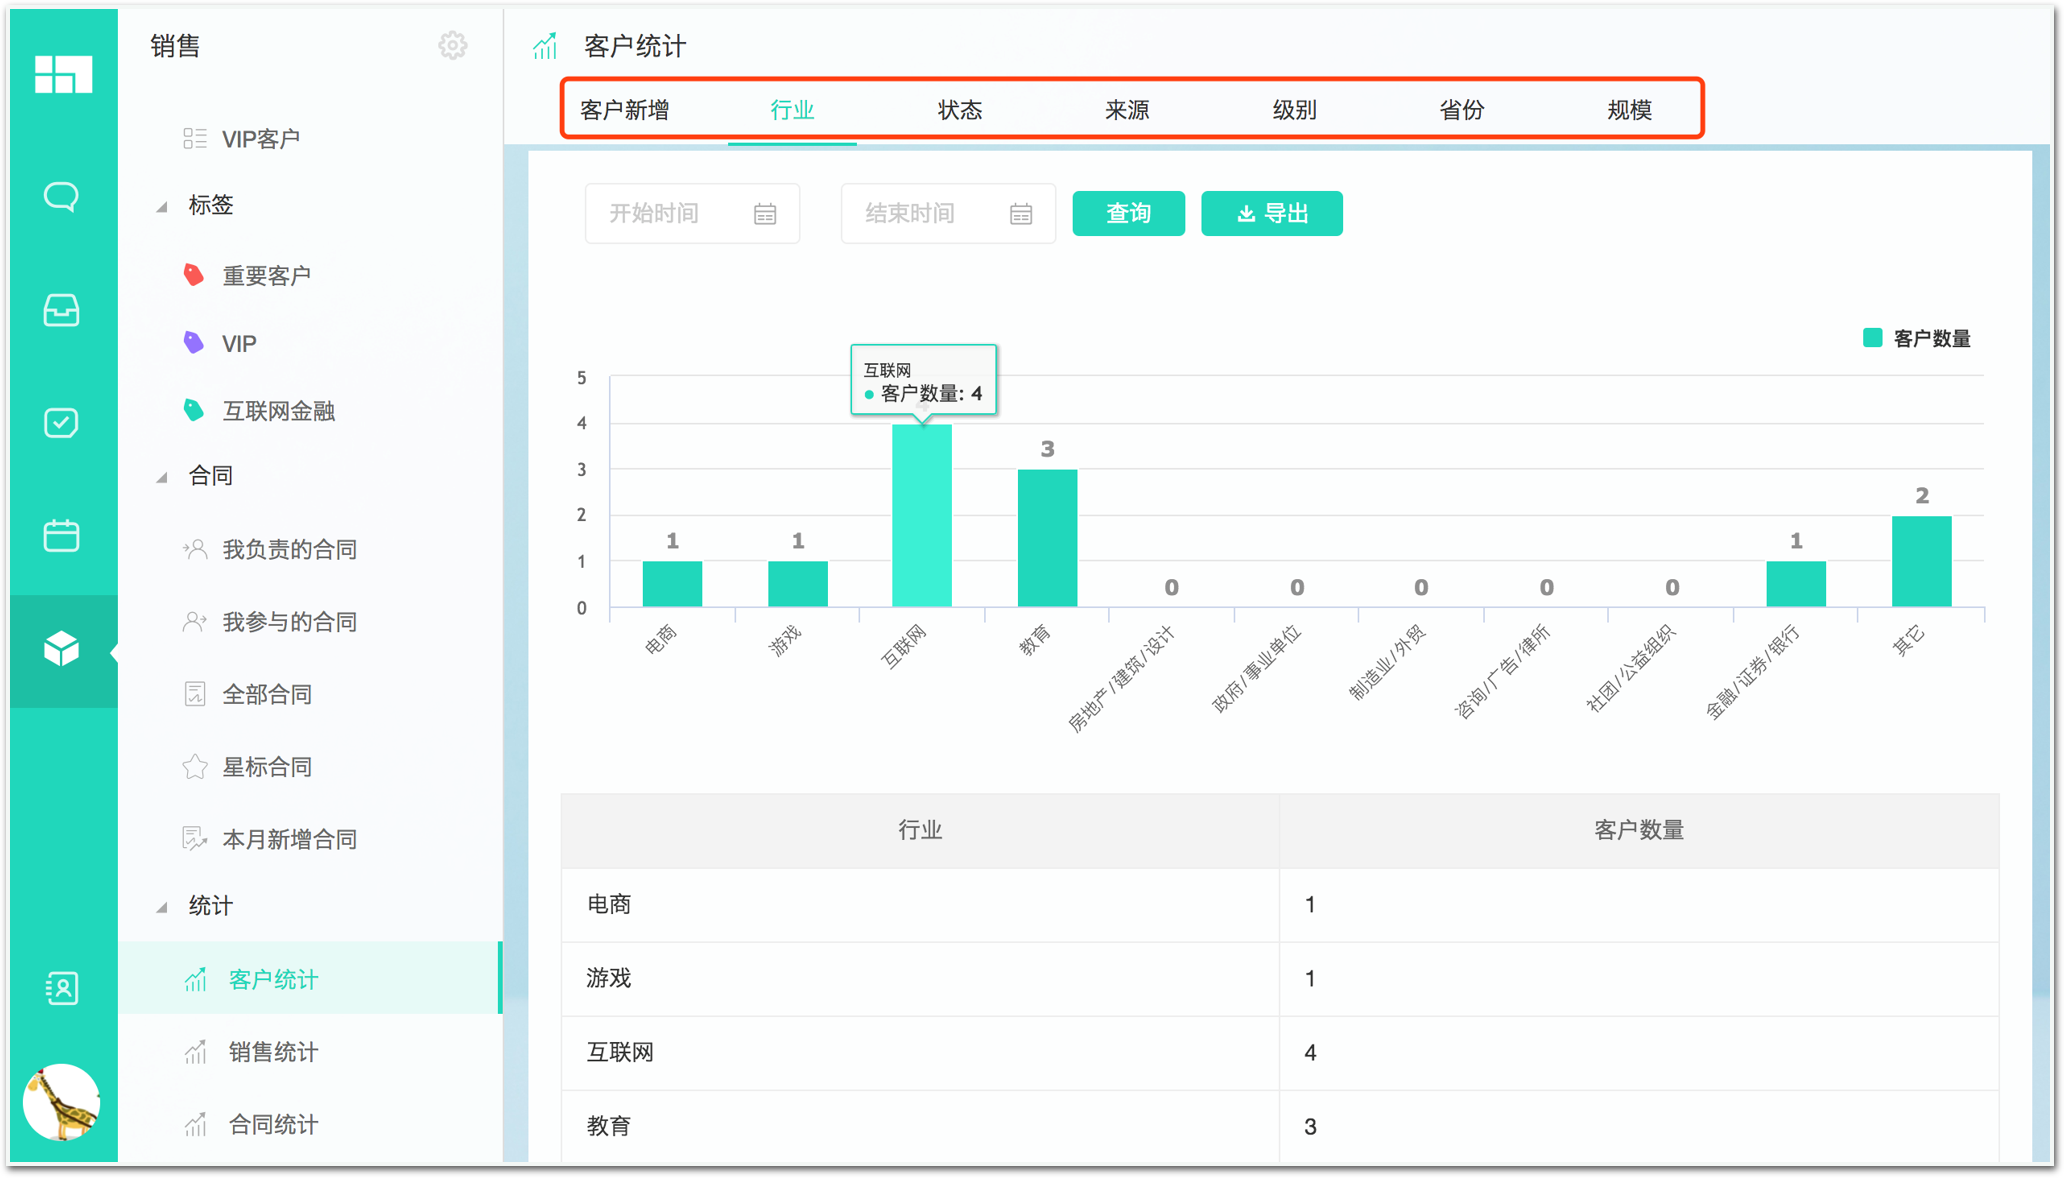 销售
VIP客户
标签
重要客户
VIP
互联网金融
合同
我负责的合同
我参与的合同
全部合同
星标合同
本月新增合同
统计
客户统计
销售统计
合同统计
客户统计
客户新增 行业 状态 来源 级别 省份 规模
开始时间 结束时间 查询 导出
客户数量
互联网
客户数量: 4
5
4
3
2
1
0
1 1 3 0 0 0 0 0 1 2
电商 游戏 互联网 教育 房地产/建筑/设计 政府/事业单位 制造业/外贸 咨询/广告/律所 社团/公益组织 金融/证券/银行 其它
行业 客户数量
电商 1
游戏 1
互联网 4
教育 3